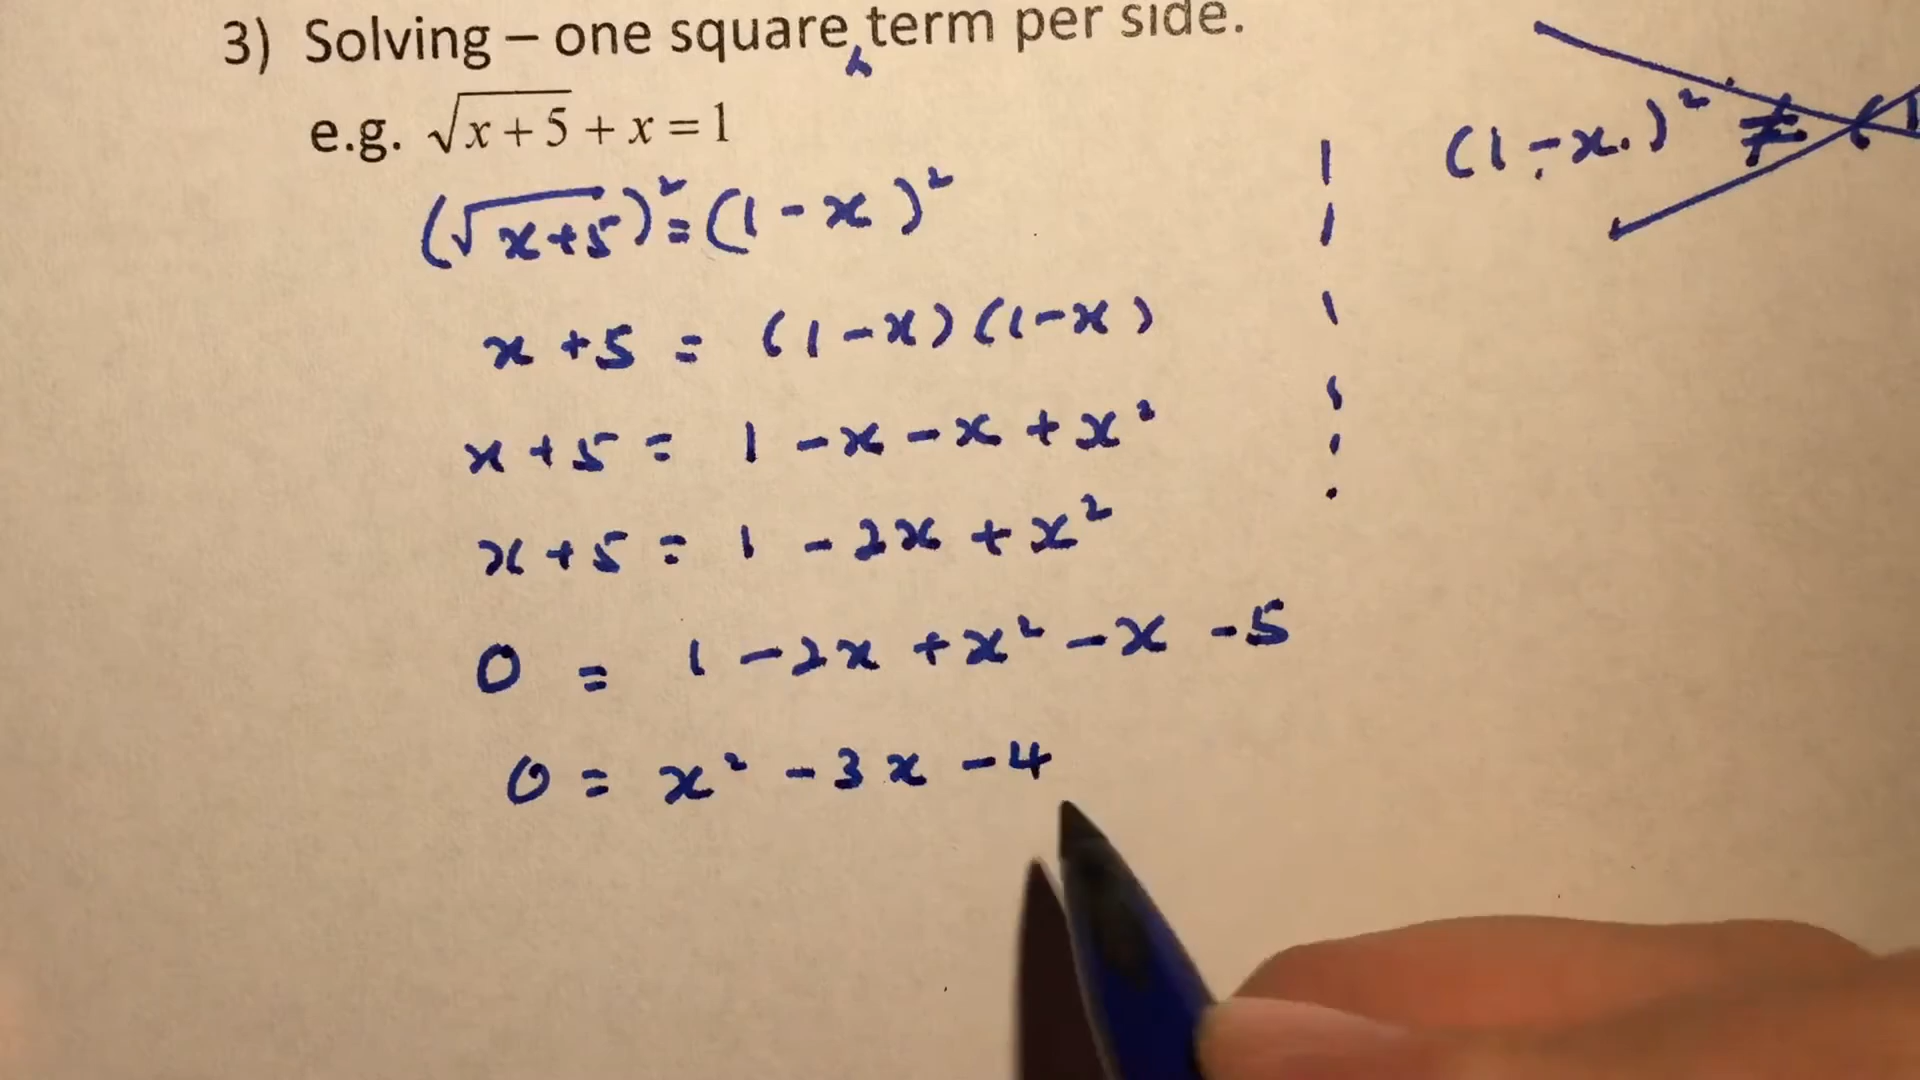 3) Solving – one square term per side.
e.g. √x+5 + x = 1
(√x+5)² = (1-x)²
x+5 = (1-x)(1-x)
x+5 = 1-x-x+x²
x+5 = 1-2x+x²
0 = 1-2x+x²-x-5
0 = x²-3x-4
(1-x)² ≠ (1